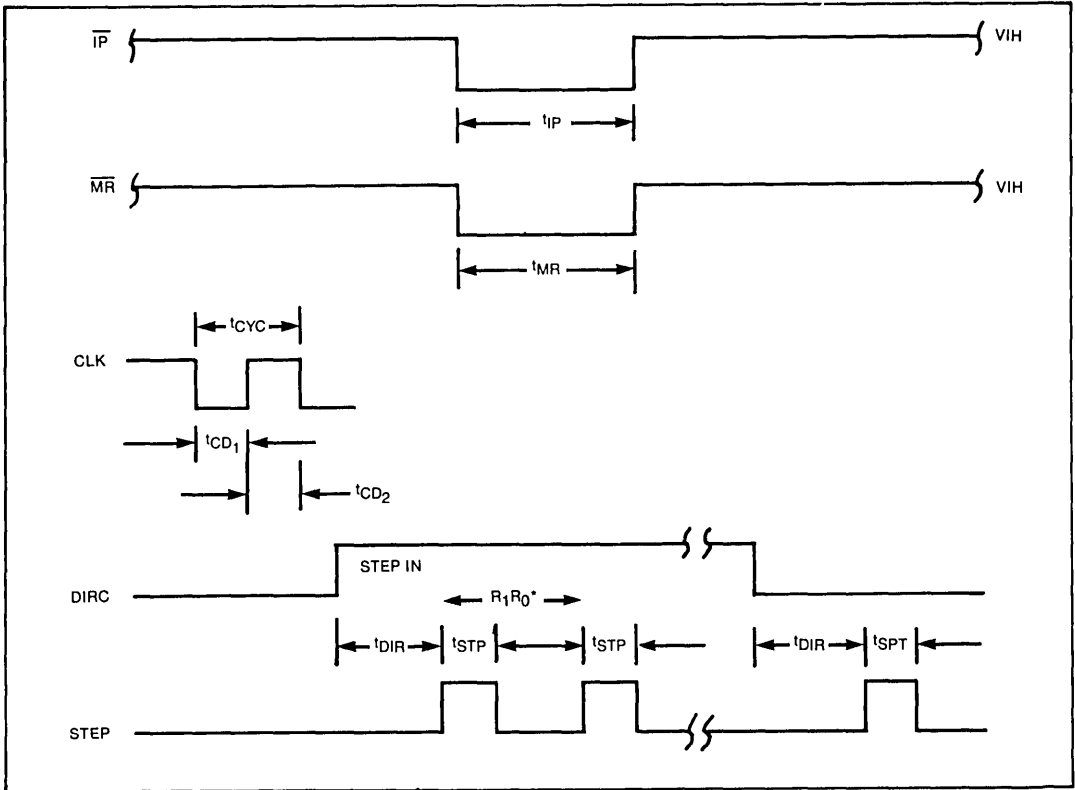 IP VIH
tIP
MR VIH
tMR
tCYC
CLK
tCD1
tCD2
STEP IN
DIRC
R1R0*
tDIR tSTP tSTP tDIR tSPT
STEP